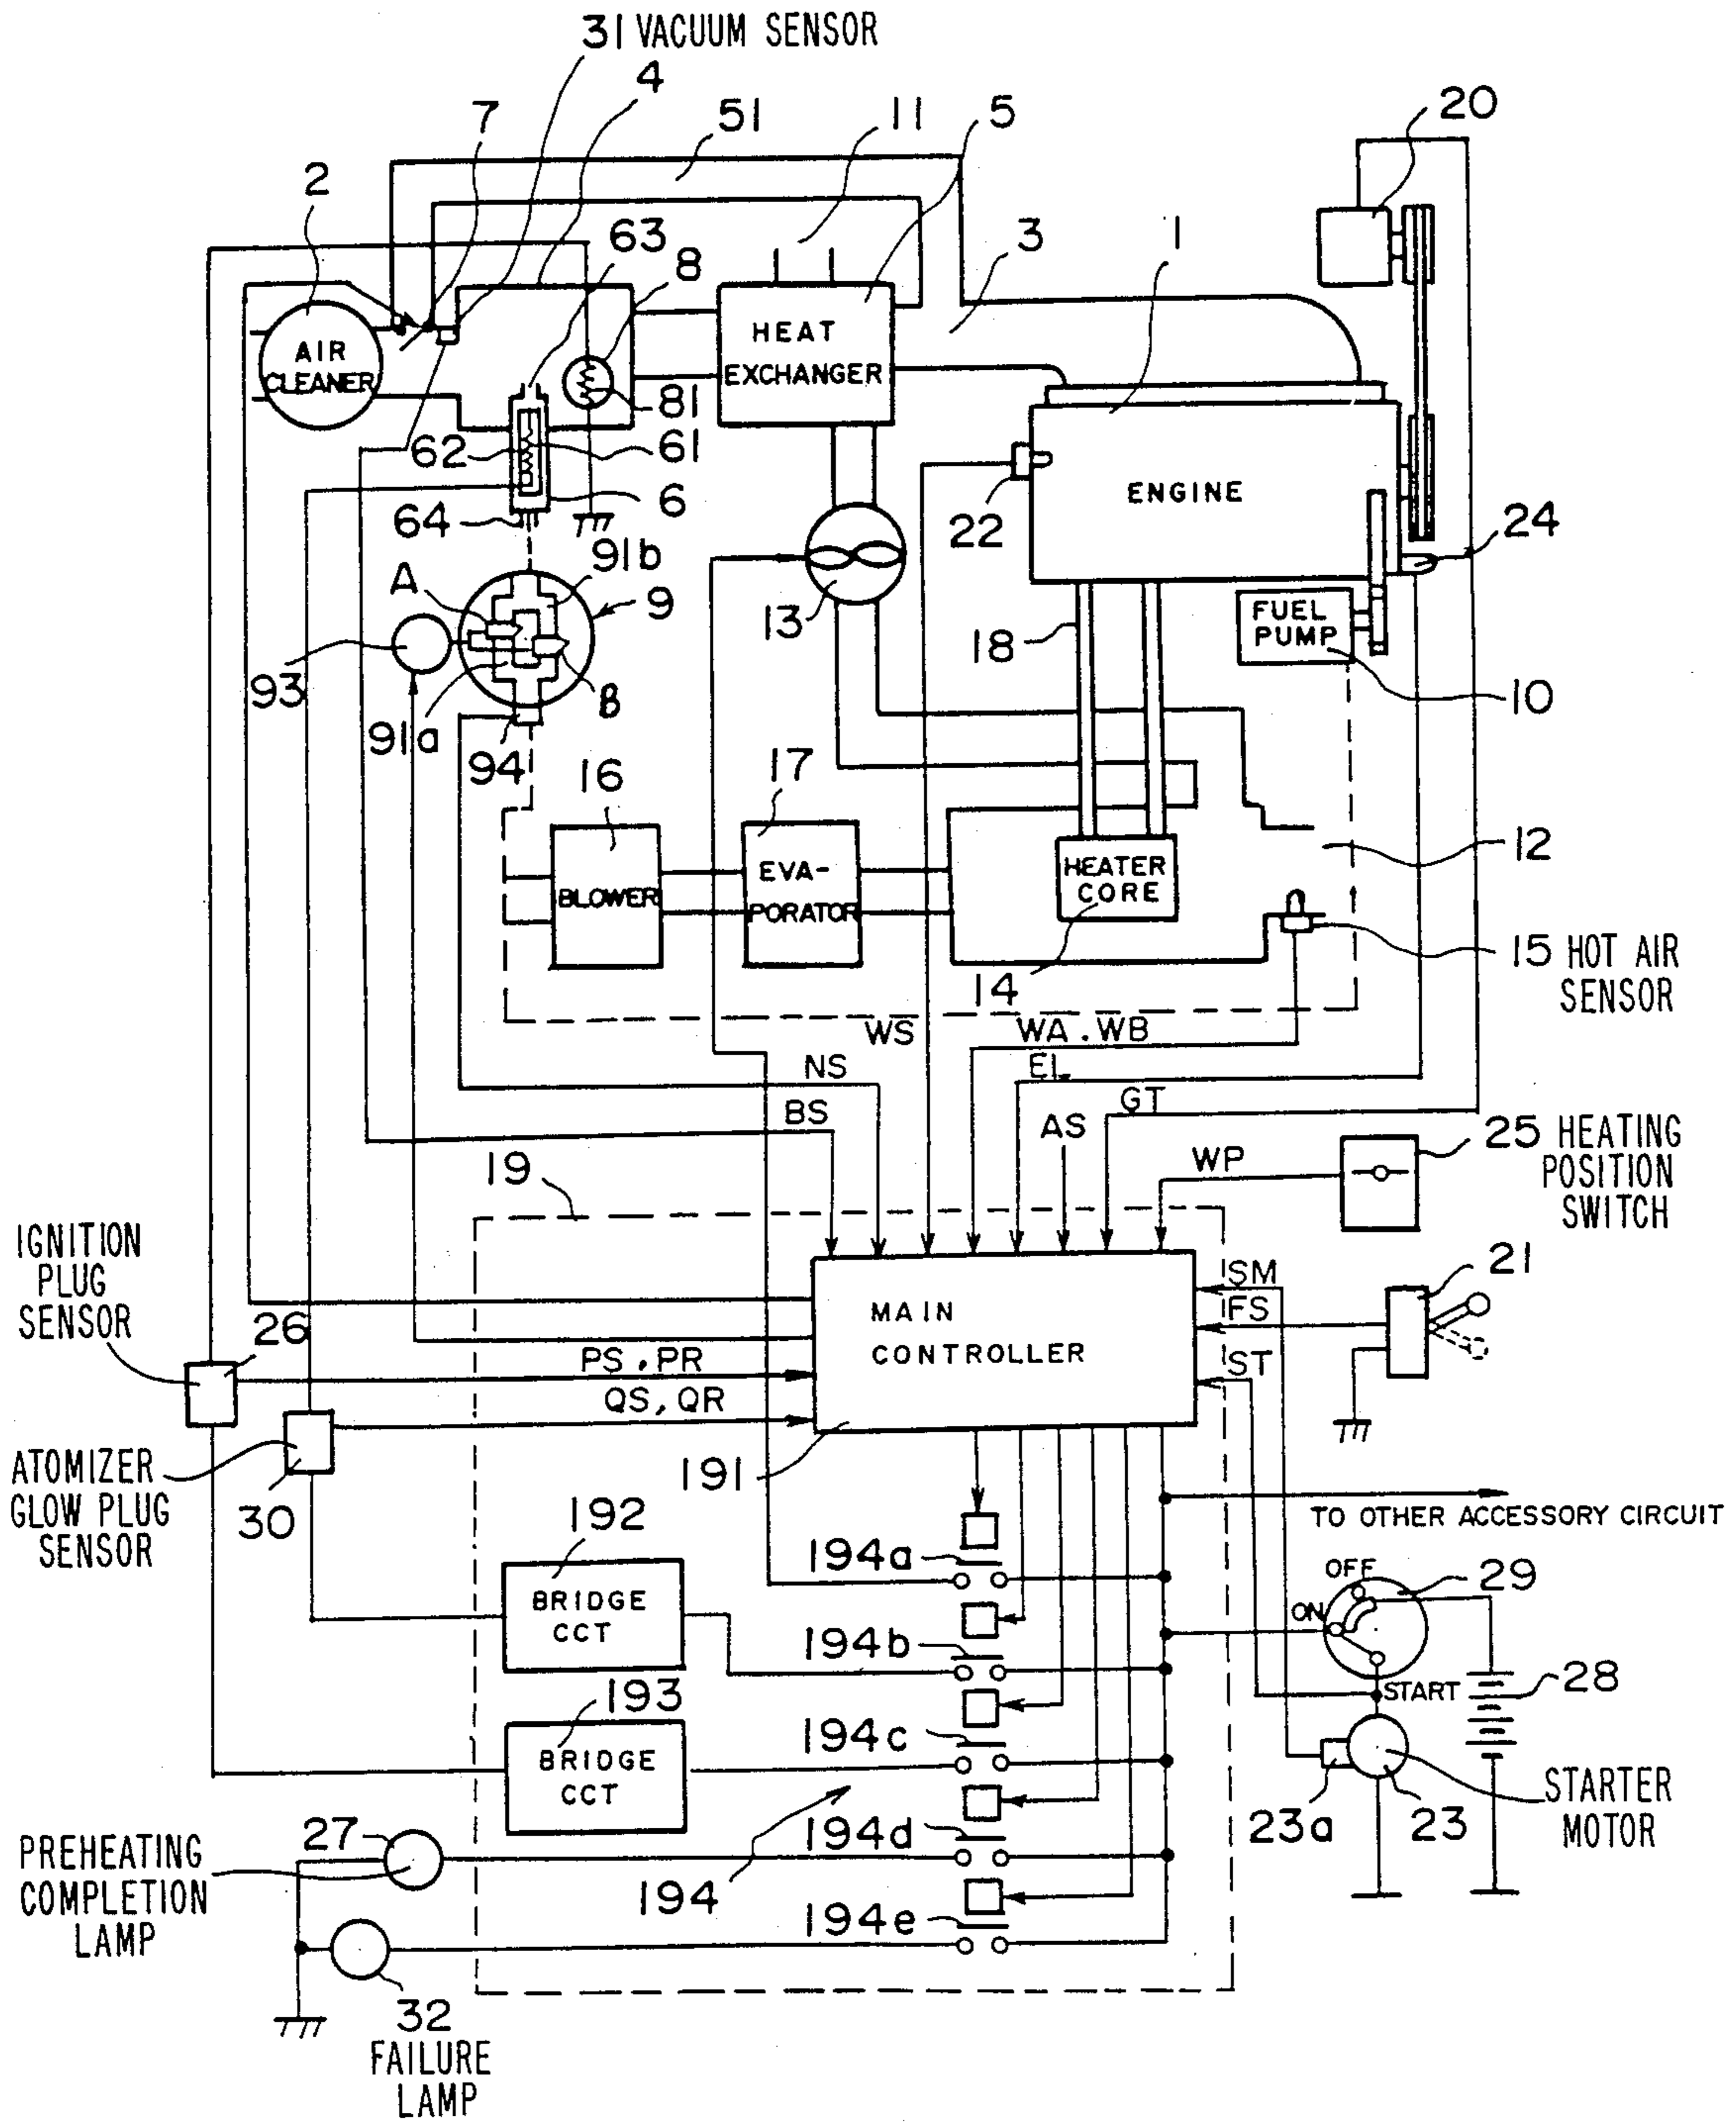 31 VACUUM SENSOR
4
7
51
11
5
20
2
63
8
3
1
AIR
CLEANER
HEAT
EXCHANGER
81
62
61
6
64
ENGINE
22
24
91b
A
9
13
18
FUEL
PUMP
10
93
B
91a
94
16
17
12
BLOWER
EVA-
PORATOR
HEATER
CORE
14
15 HOT AIR
SENSOR
WS
WA . WB
NS
EL
BS
GT
AS
WP
25 HEATING
POSITION
SWITCH
19
IGNITION
PLUG
SENSOR
26
SM
21
FS
MAIN
CONTROLLER
ST
PS . PR
QS, QR
191
ATOMIZER
GLOW PLUG
SENSOR
30
TO OTHER ACCESSORY CIRCUIT
192
194a
BRIDGE
CCT
OFF
29
ON
194b
193
START
28
194c
BRIDGE
CCT
23a
23
STARTER
MOTOR
PREHEATING
COMPLETION
LAMP
27
194d
194
194e
32
FAILURE
LAMP